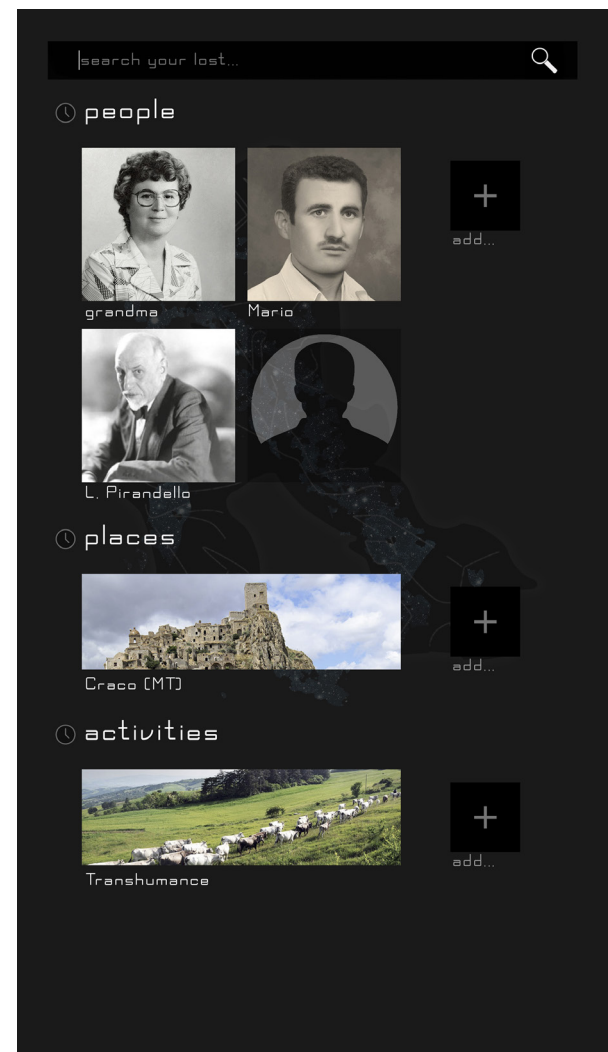 search your lost...
people
add...
grandma
Mario
L. Pirandello
places
add...
Craco (MT)
activities
add...
Transhumance